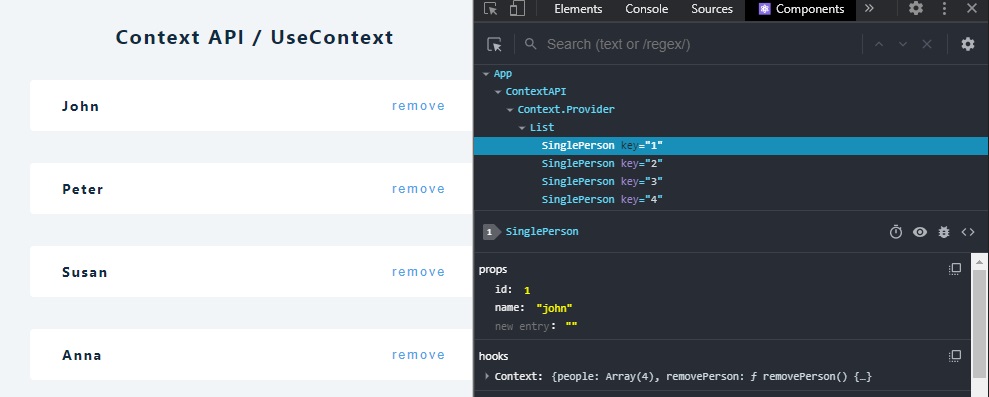 Context API / UseContext
John remove
Peter remove
Susan remove
Anna remove
Elements Console Sources Components »
Search (text or /regex/)
App
ContextAPI
Context.Provider
List
SinglePerson key="1"
SinglePerson key="2"
SinglePerson key="3"
SinglePerson key="4"
1 SinglePerson
props
id: 1
name: "john"
new entry: ""
hooks
Context: {people: Array(4), removePerson: ƒ removePerson() {…}